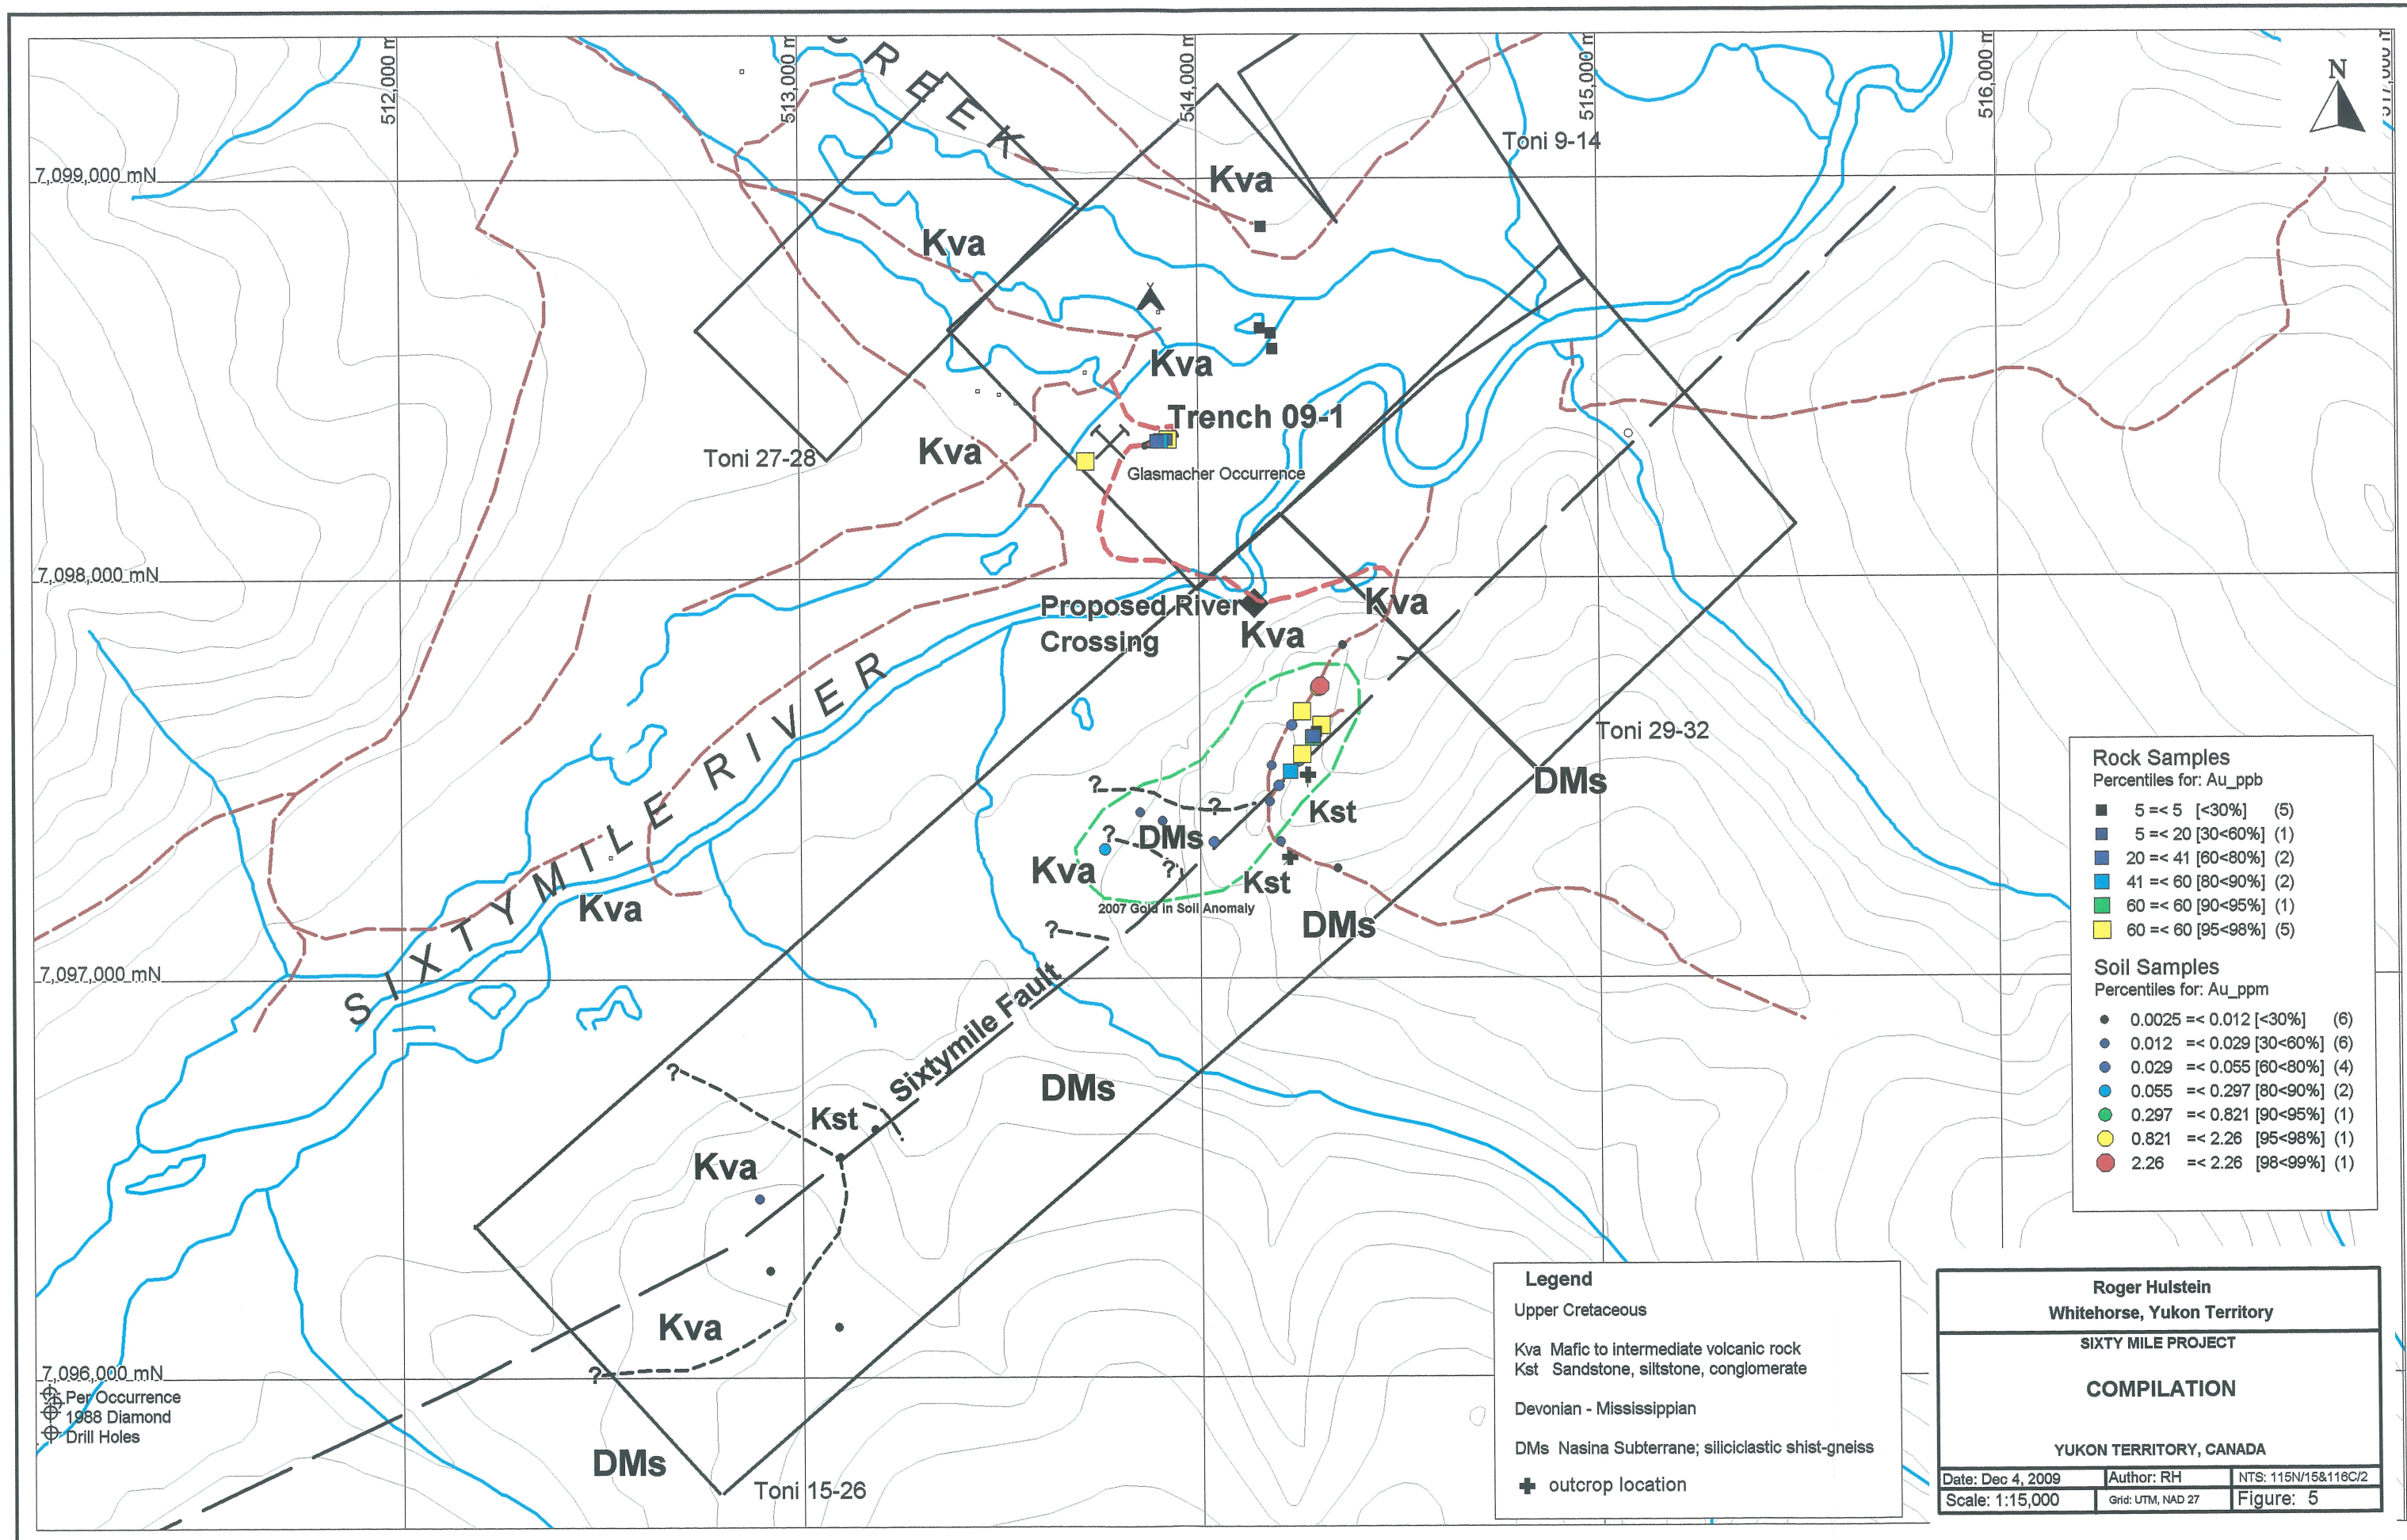 512,000 m
513,000 m
514,000 m
515,000 m
516,000 m
CREEK
N
Toni 9-14
7,099,000 mN
Kva
Kva
Kva
Trench 09-1
Toni 27-28
Kva
Glasmacher Occurrence
7,098,000 mN
Proposed River
Crossing
Kva
Kva
SIXTYMILE RIVER
Toni 29-32
DMs
?
?
Kst
?
DMs
?
Kva
Kst
2007 Gold in Soil Anomaly
Kva
?
DMs
7,097,000 mN
Sixtymile Fault
?
DMs
Kst
Kva
Kva
?
7,096,000 mN
Per Occurrence
1988 Diamond
Drill Holes
DMs
Toni 15-26
Rock Samples
Percentiles for: Au_ppb
5 =< 5 [<30%] (5)
5 =< 20 [30<60%] (1)
20 =< 41 [60<80%] (2)
41 =< 60 [80<90%] (2)
60 =< 60 [90<95%] (1)
60 =< 60 [95<98%] (5)
Soil Samples
Percentiles for: Au_ppm
0.0025 =< 0.012 [<30%] (6)
0.012 =< 0.029 [30<60%] (6)
0.029 =< 0.055 [60<80%] (4)
0.055 =< 0.297 [80<90%] (2)
0.297 =< 0.821 [90<95%] (1)
0.821 =< 2.26 [95<98%] (1)
2.26 =< 2.26 [98<99%] (1)
Legend
Upper Cretaceous
Kva Mafic to intermediate volcanic rock
Kst Sandstone, siltstone, conglomerate
Devonian - Mississippian
DMs Nasina Subterrane; siliciclastic shist-gneiss
outcrop location
Roger Hulstein
Whitehorse, Yukon Territory
SIXTY MILE PROJECT
COMPILATION
YUKON TERRITORY, CANADA
Date: Dec 4, 2009 Author: RH NTS: 115N/15&116C/2
Scale: 1:15,000 Grid: UTM, NAD 27 Figure: 5